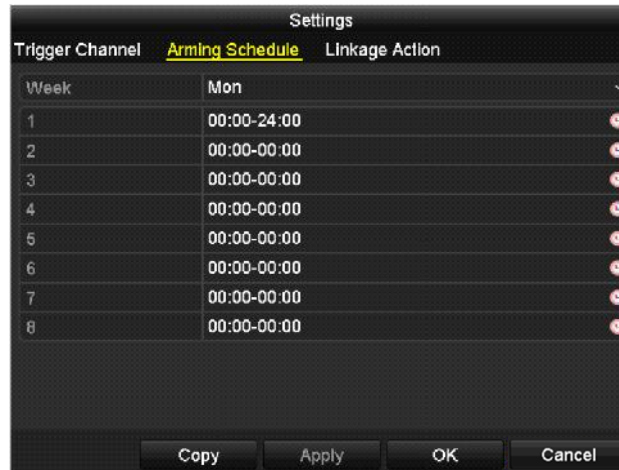 Settings
Trigger Channel Arming Schedule Linkage Action
Week Mon
1 00:00-24:00
2 00:00-00:00
3 00:00-00:00
4 00:00-00:00
5 00:00-00:00
6 00:00-00:00
7 00:00-00:00
8 00:00-00:00
Copy Apply OK Cancel